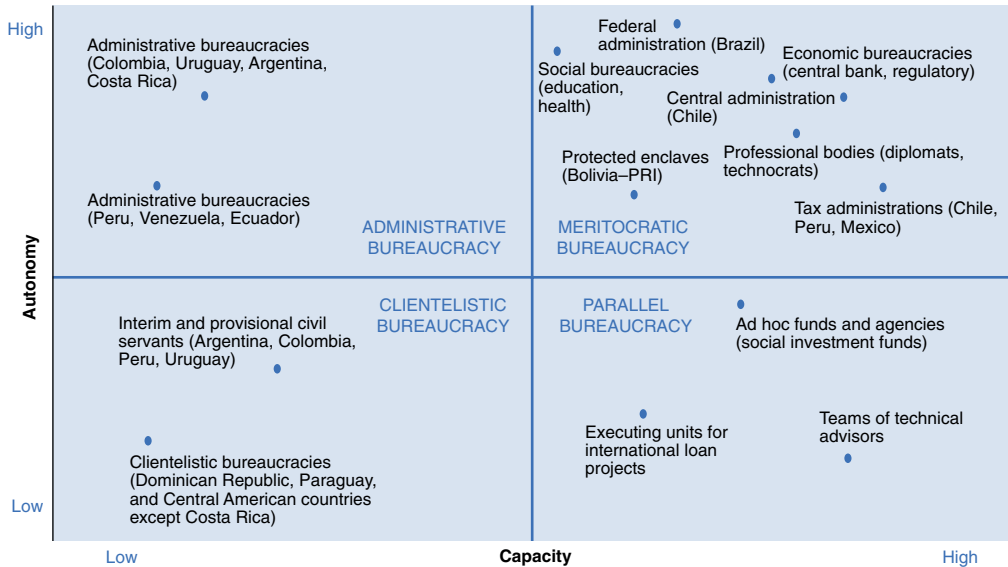 High
Administrative bureaucracies
(Colombia, Uruguay, Argentina,
Costa Rica)
Administrative bureaucracies
(Peru, Venezuela, Ecuador)
ADMINISTRATIVE
BUREAUCRACY
Federal
administration (Brazil)
Social bureaucracies
(education,
health)
Economic bureaucracies
(central bank, regulatory)
Central administration
(Chile)
Protected enclaves
(Bolivia–PRI)
Professional bodies (diplomats,
technocrats)
Tax administrations (Chile,
Peru, Mexico)
MERITOCRATIC
BUREAUCRACY
Autonomy
CLIENTELISTIC
BUREAUCRACY
Interim and provisional civil
servants (Argentina, Colombia,
Peru, Uruguay)
Clientelistic bureaucracies
(Dominican Republic, Paraguay,
and Central American countries
except Costa Rica)
PARALLEL
BUREAUCRACY
Ad hoc funds and agencies
(social investment funds)
Executing units for
international loan
projects
Teams of technical
advisors
Low
Low
Capacity
High